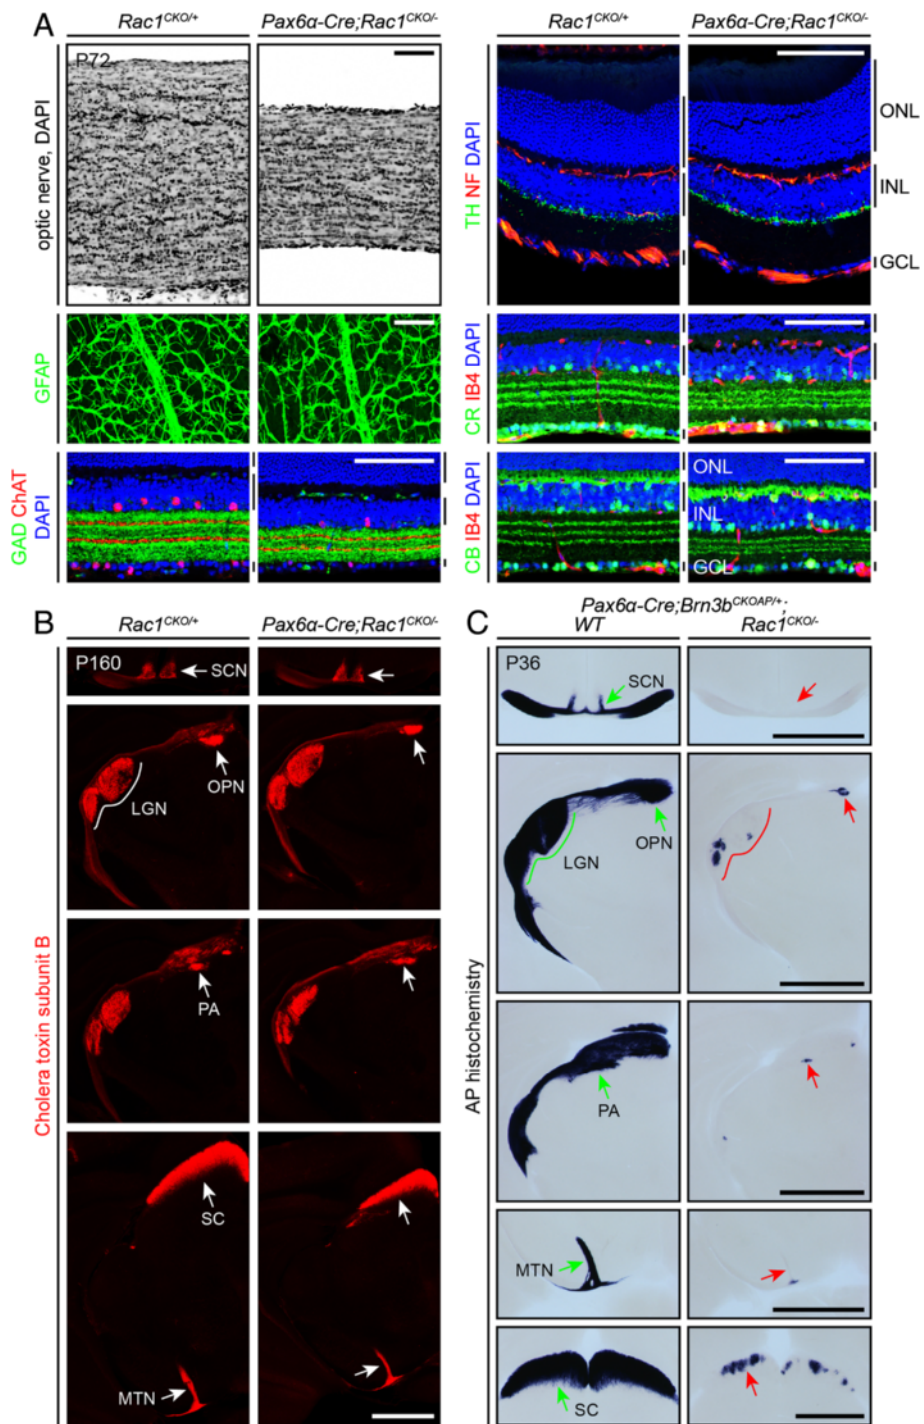 A
Rac1CKO/+
Pax6α-Cre;Rac1CKO/-
P72
optic nerve, DAPI
GFAP
GAD ChAT
DAPI
Rac1CKO/+
Pax6α-Cre;Rac1CKO/-
TH NF DAPI
ONL
INL
GCL
CR IB4 DAPI
CB IB4 DAPI
ONL
INL
GCL
B
Rac1CKO/+
Pax6α-Cre;Rac1CKO/-
P160
SCN
OPN
LGN
PA
SC
MTN
Cholera toxin subunit B
C
Pax6α-Cre;Brn3bCKOAP/+;
WT
Rac1CKO/-
P36
SCN
OPN
LGN
PA
MTN
SC
AP histochemistry